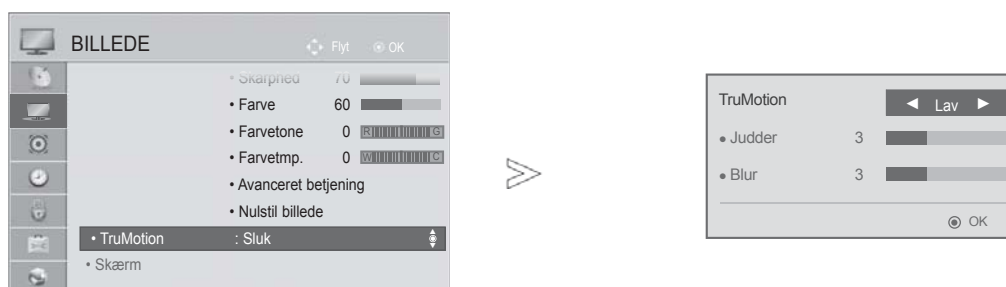 BILLEDE Flyt OK
• Skarphed 70
• Farve 60
• Farvetone 0 R G
• Farvetmp. 0 W C
• Avanceret betjening
• Nulstil billede
• TruMotion : Sluk
• Skærm
TruMotion ◄ Lav ►
● Judder 3
● Blur 3
OK